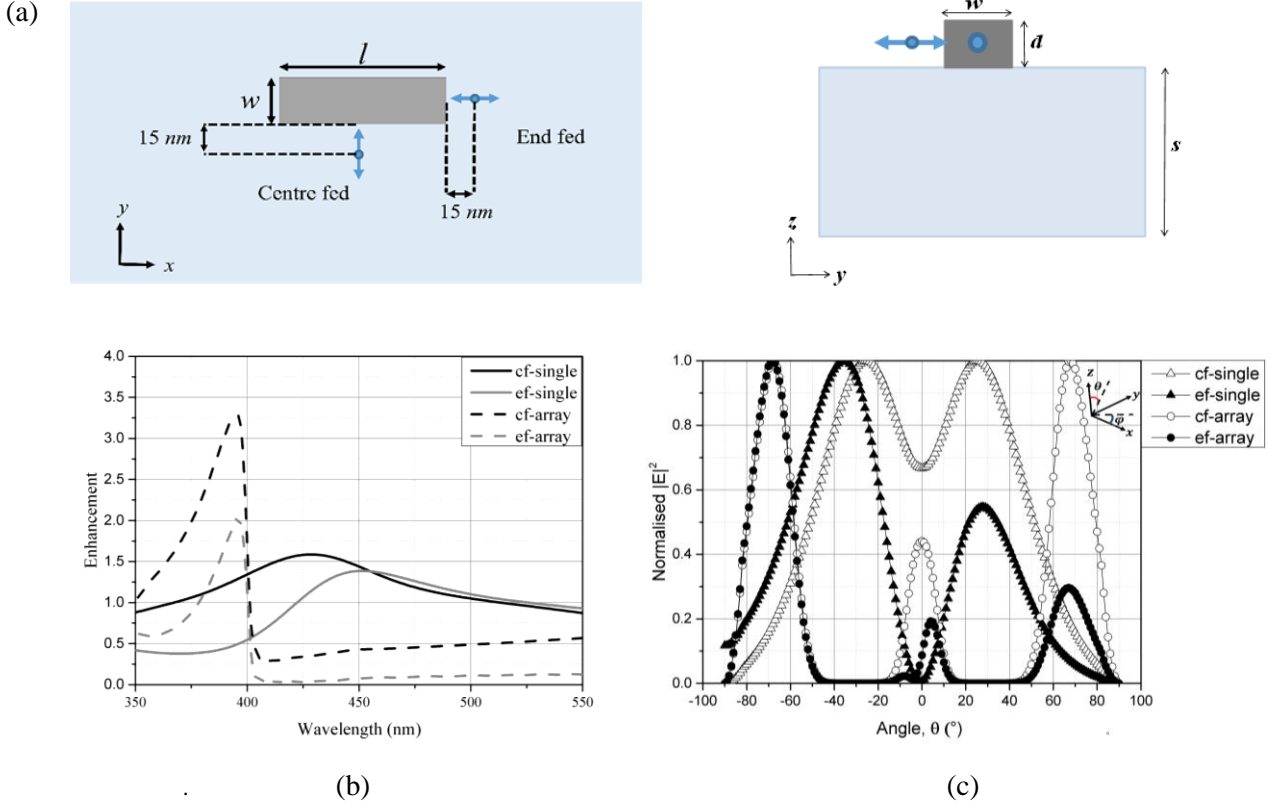 (a)
l
w
15 nm
End fed
Centre fed
15 nm
y
x
w
d
s
z
y
4.0
3.5
3.0
2.5
2.0
1.5
1.0
0.5
0.0
Enhancement
350 400 450 500 550
Wavelength (nm)
cf-single
ef-single
cf-array
ef-array
1.0
0.8
0.6
0.4
0.2
0.0
Normalised |E|²
-100 -80 -60 -40 -20 0 20 40 60 80 100
Angle, θ (°)
z
θ'
y
φ
x
cf-single
ef-single
cf-array
ef-array
(b)
(c)